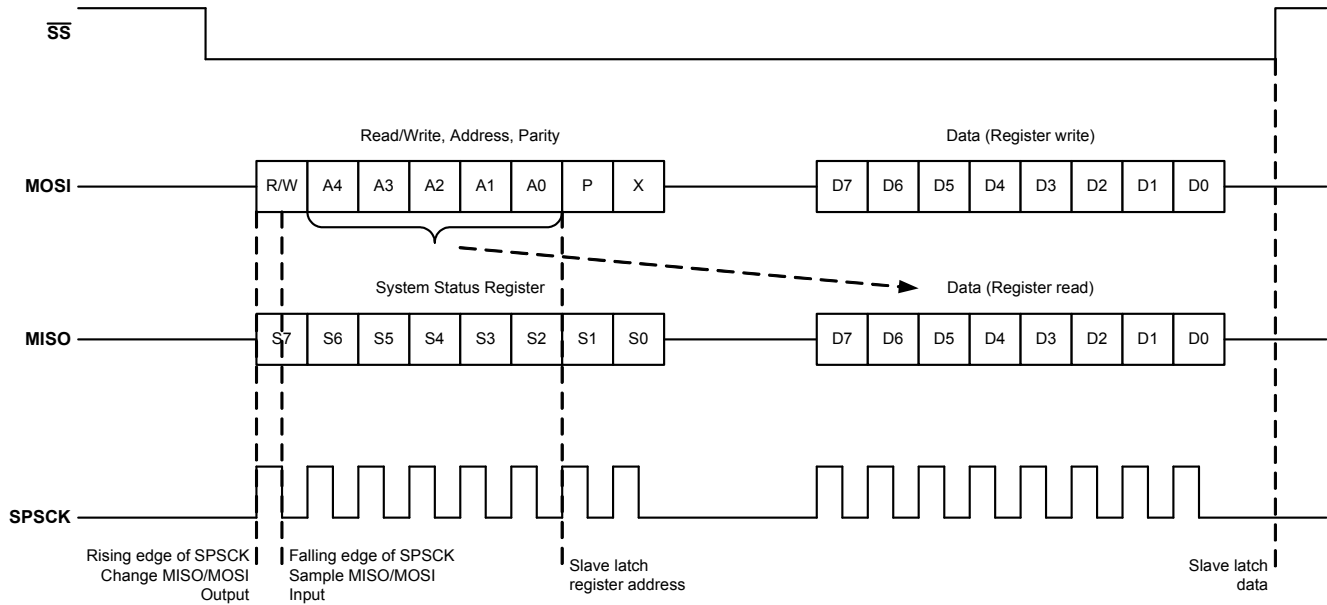 SS
Read/Write, Address, Parity
Data (Register write)
MOSI
R/W A4 A3 A2 A1 A0 P X
D7 D6 D5 D4 D3 D2 D1 D0
System Status Register
Data (Register read)
MISO
S7 S6 S5 S4 S3 S2 S1 S0
D7 D6 D5 D4 D3 D2 D1 D0
SPSCK
Rising edge of SPSCK
Change MISO/MOSI
Output
Falling edge of SPSCK
Sample MISO/MOSI
Input
Slave latch
register address
Slave latch
data